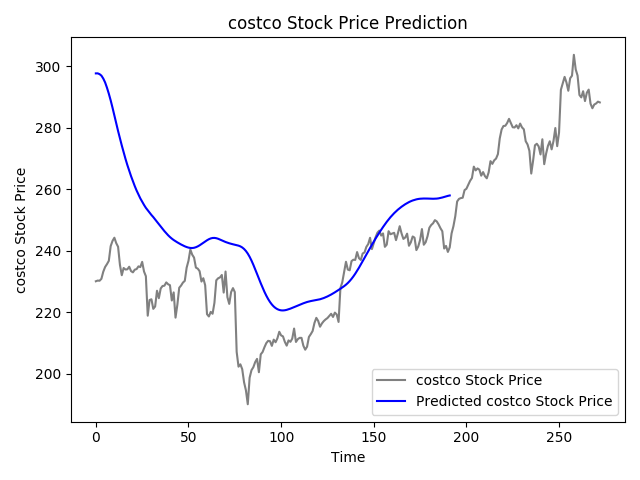 costco Stock Price Prediction
costco Stock Price
300
280
260
240
220
200
0
50
100
150
200
250
Time
costco Stock Price
Predicted costco Stock Price